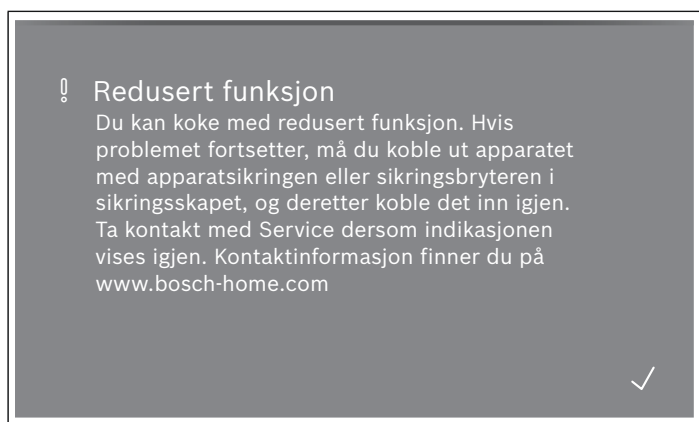 Redusert funksjon
Du kan koke med redusert funksjon. Hvis
problemet fortsetter, må du koble ut apparatet
med apparatsikringen eller sikringsbryteren i
sikringsskapet, og deretter koble det inn igjen.
Ta kontakt med Service dersom indikasjonen
vises igjen. Kontaktinformasjon finner du på
www.bosch-home.com